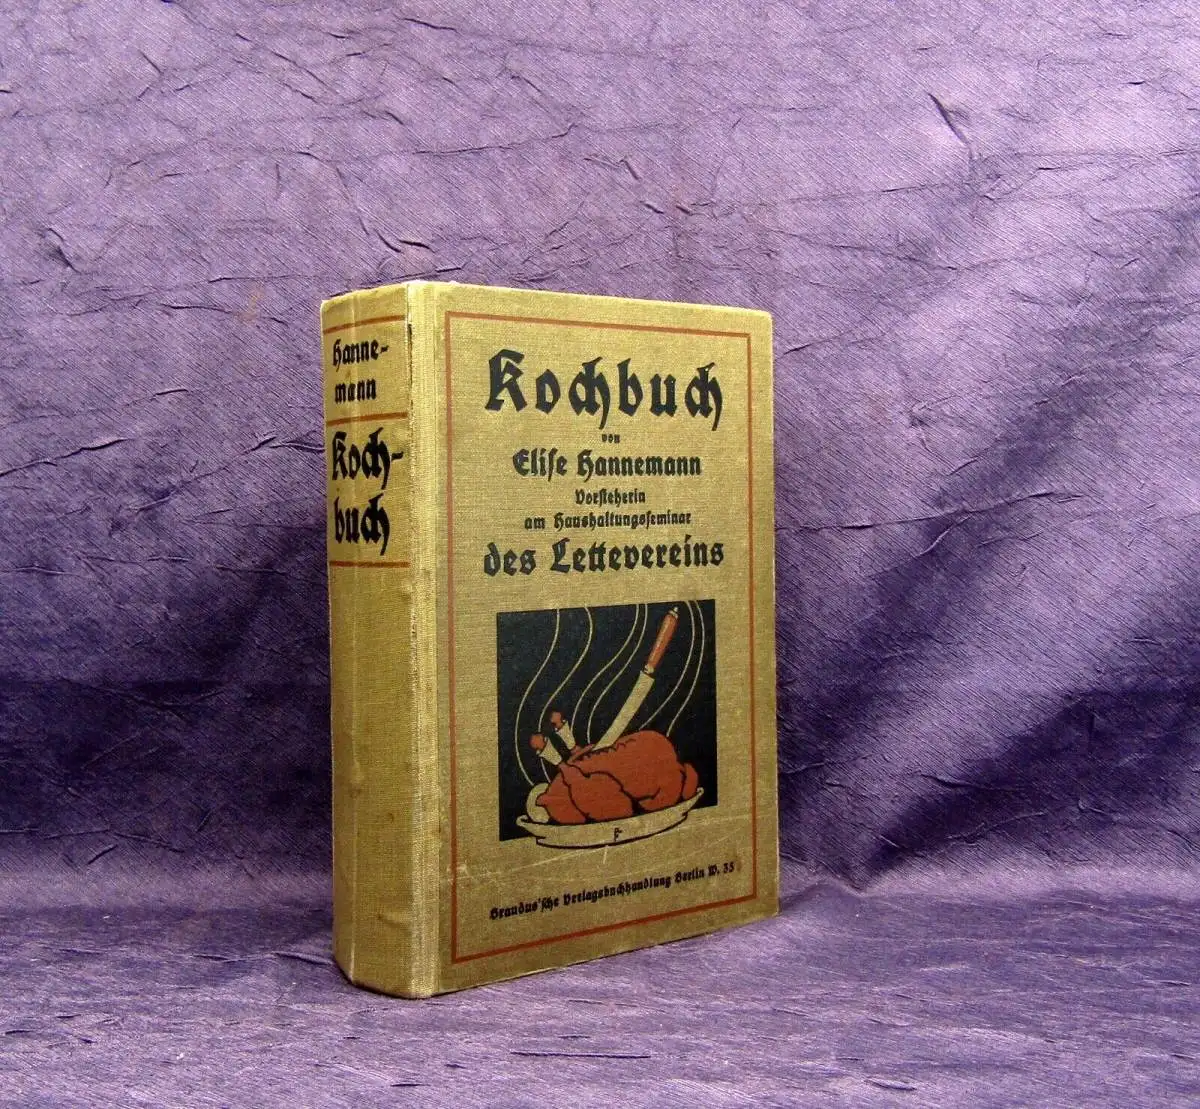 Hanne-
mann
Koch-
buch
Kochbuch
von
Eliſe Hannemann
Vorſteherin
am Haushaltungsſeminar
des Lettevereins
F
Brandus'ſche Verlagsbuchhandlung Berlin W. 35